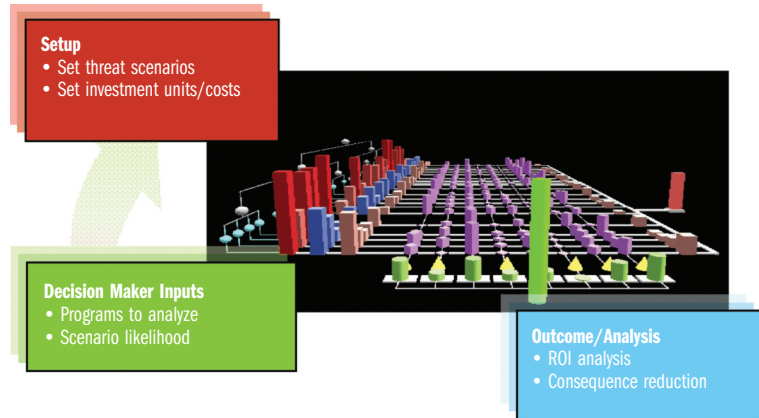 Setup
• Set threat scenarios
• Set investment units/costs
Decision Maker Inputs
• Programs to analyze
• Scenario likelihood
Outcome/Analysis
• ROI analysis
• Consequence reduction